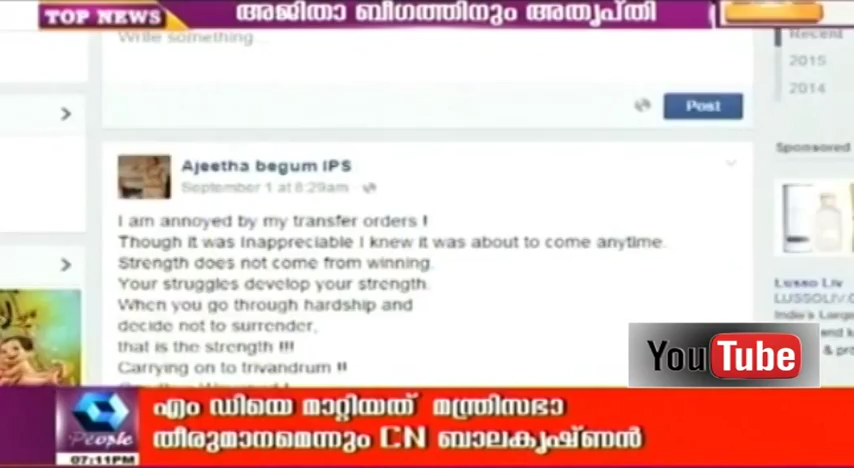 TOP NEWS
അജിതാ ബീഗത്തിനും അതൃപ്തി
Write something...
Recent
2015
2014
Post
Sponsored
Ajeetha begum IPS
September 1 at 8:29am
I am annoyed by my transfer orders !
Though it was inappreciable I knew it was about to come anytime.
Strength does not come from winning.
Your struggles develop your strength.
When you go through hardship and
decide not to surrender,
that is the strength !!!
Carrying on to trivandrum !!
Lusso Liv
LUSSOLIV.C
India's Large
end k
& pro
You Tube
People
07:11PM
എം ഡിയെ മാറ്റിയത് മന്ത്രിസഭാ
തീരുമാനമെന്നും CN ബാലകൃഷ്ണൻ